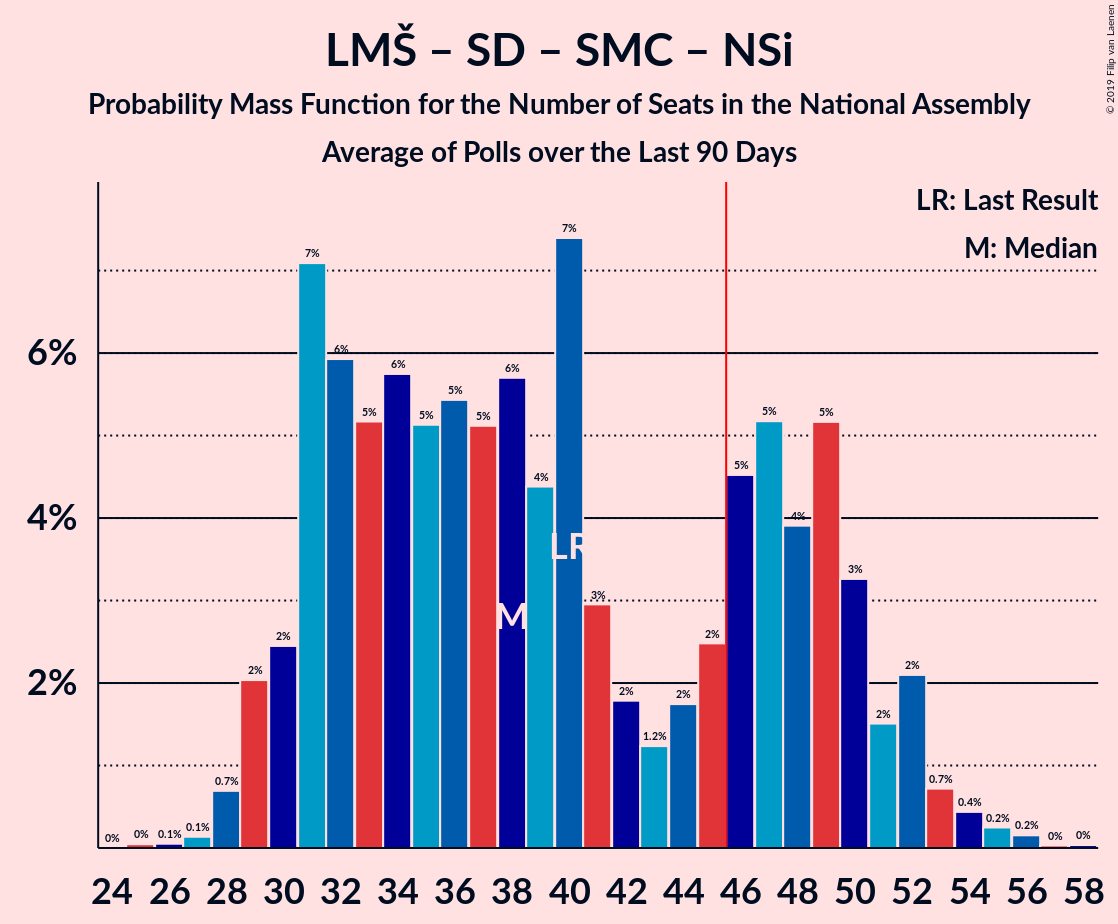 LMŠ – SD – SMC – NSi
Probability Mass Function for the Number of Seats in the National Assembly
Average of Polls over the Last 90 Days
© 2019 Filip van Laenen
LR: Last Result
M: Median
6%
4%
2%
0% 0% 0.1% 0.1% 0.7% 2% 2% 7% 6% 5% 6% 5% 5% 5% 6% 4% 7% 3% 2% 1.2% 2% 2% 5% 5% 4% 5% 3% 2% 2% 0.7% 0.4% 0.2% 0.2% 0% 0%
LR
M
24 26 28 30 32 34 36 38 40 42 44 46 48 50 52 54 56 58